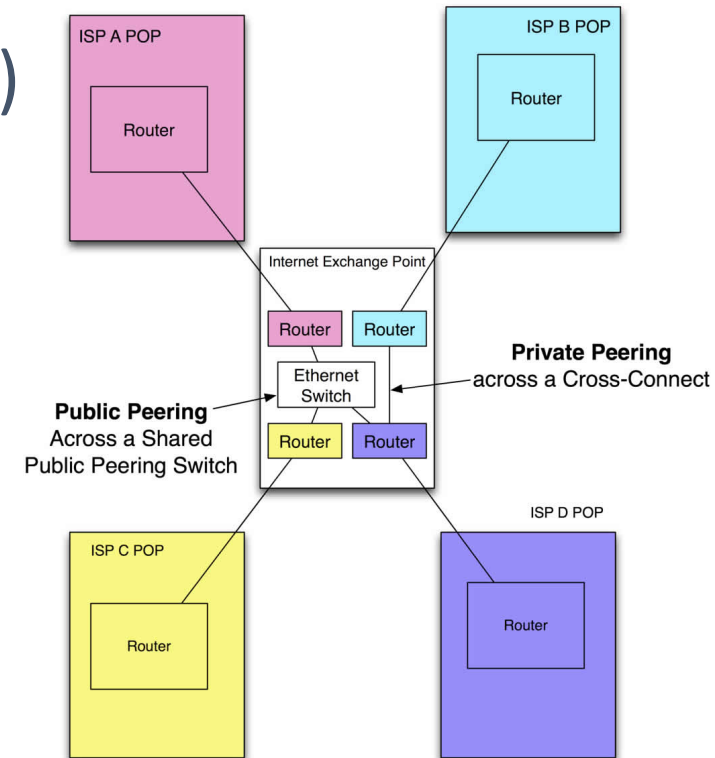 )
ISP A POP
Router
ISP B POP
Router
Internet Exchange Point
Router
Router
Ethernet
Switch
Private Peering
across a Cross-Connect
Public Peering
Across a Shared
Public Peering Switch
Router
Router
ISP C POP
Router
ISP D POP
Router